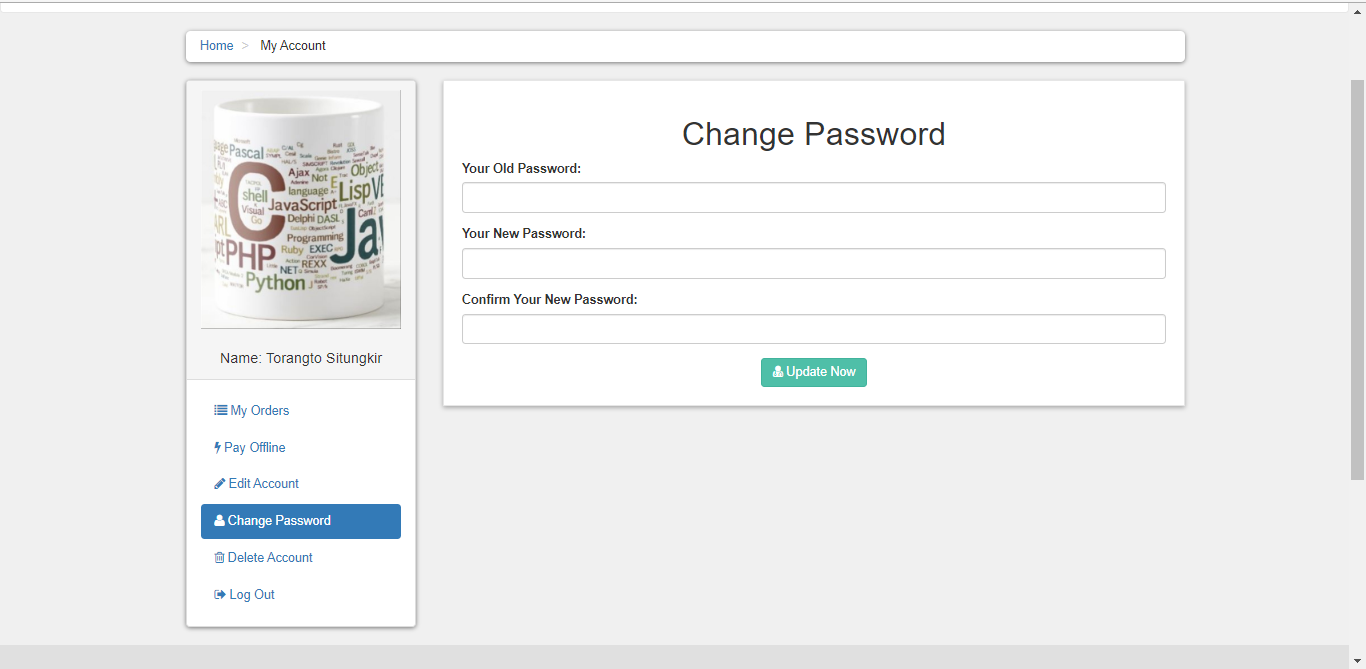 Home > My Account
Pascal
C
Ajax
Not
Object
shell
language
Lisp
Visual
Go
JavaScript
Delphi DASL
Programming
Java
PHP
Ruby EXEC
REXX
NET
Python
Name: Torangto Situngkir
My Orders
Pay Offline
Edit Account
Change Password
Delete Account
Log Out
Change Password
Your Old Password:
Your New Password:
Confirm Your New Password:
Update Now